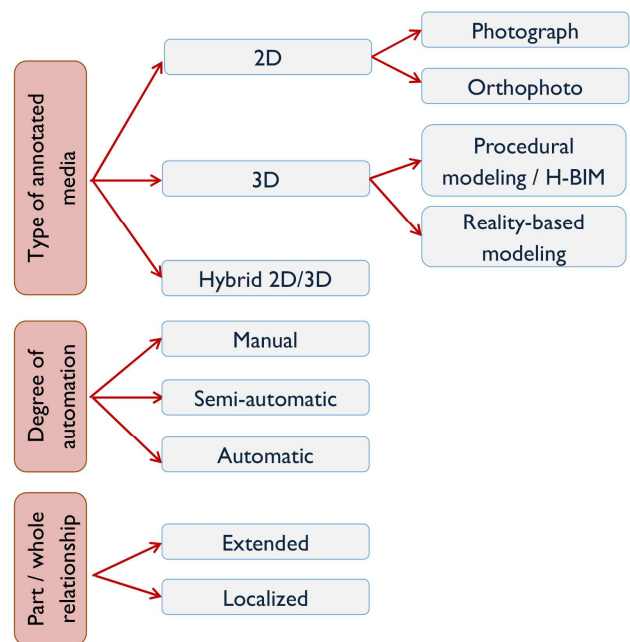 Type of annotated
media
2D
Photograph
Orthophoto
3D
Procedural
modeling / H-BIM
Reality-based
modeling
Hybrid 2D/3D
Degree of
automation
Manual
Semi-automatic
Automatic
Part / whole
relationship
Extended
Localized